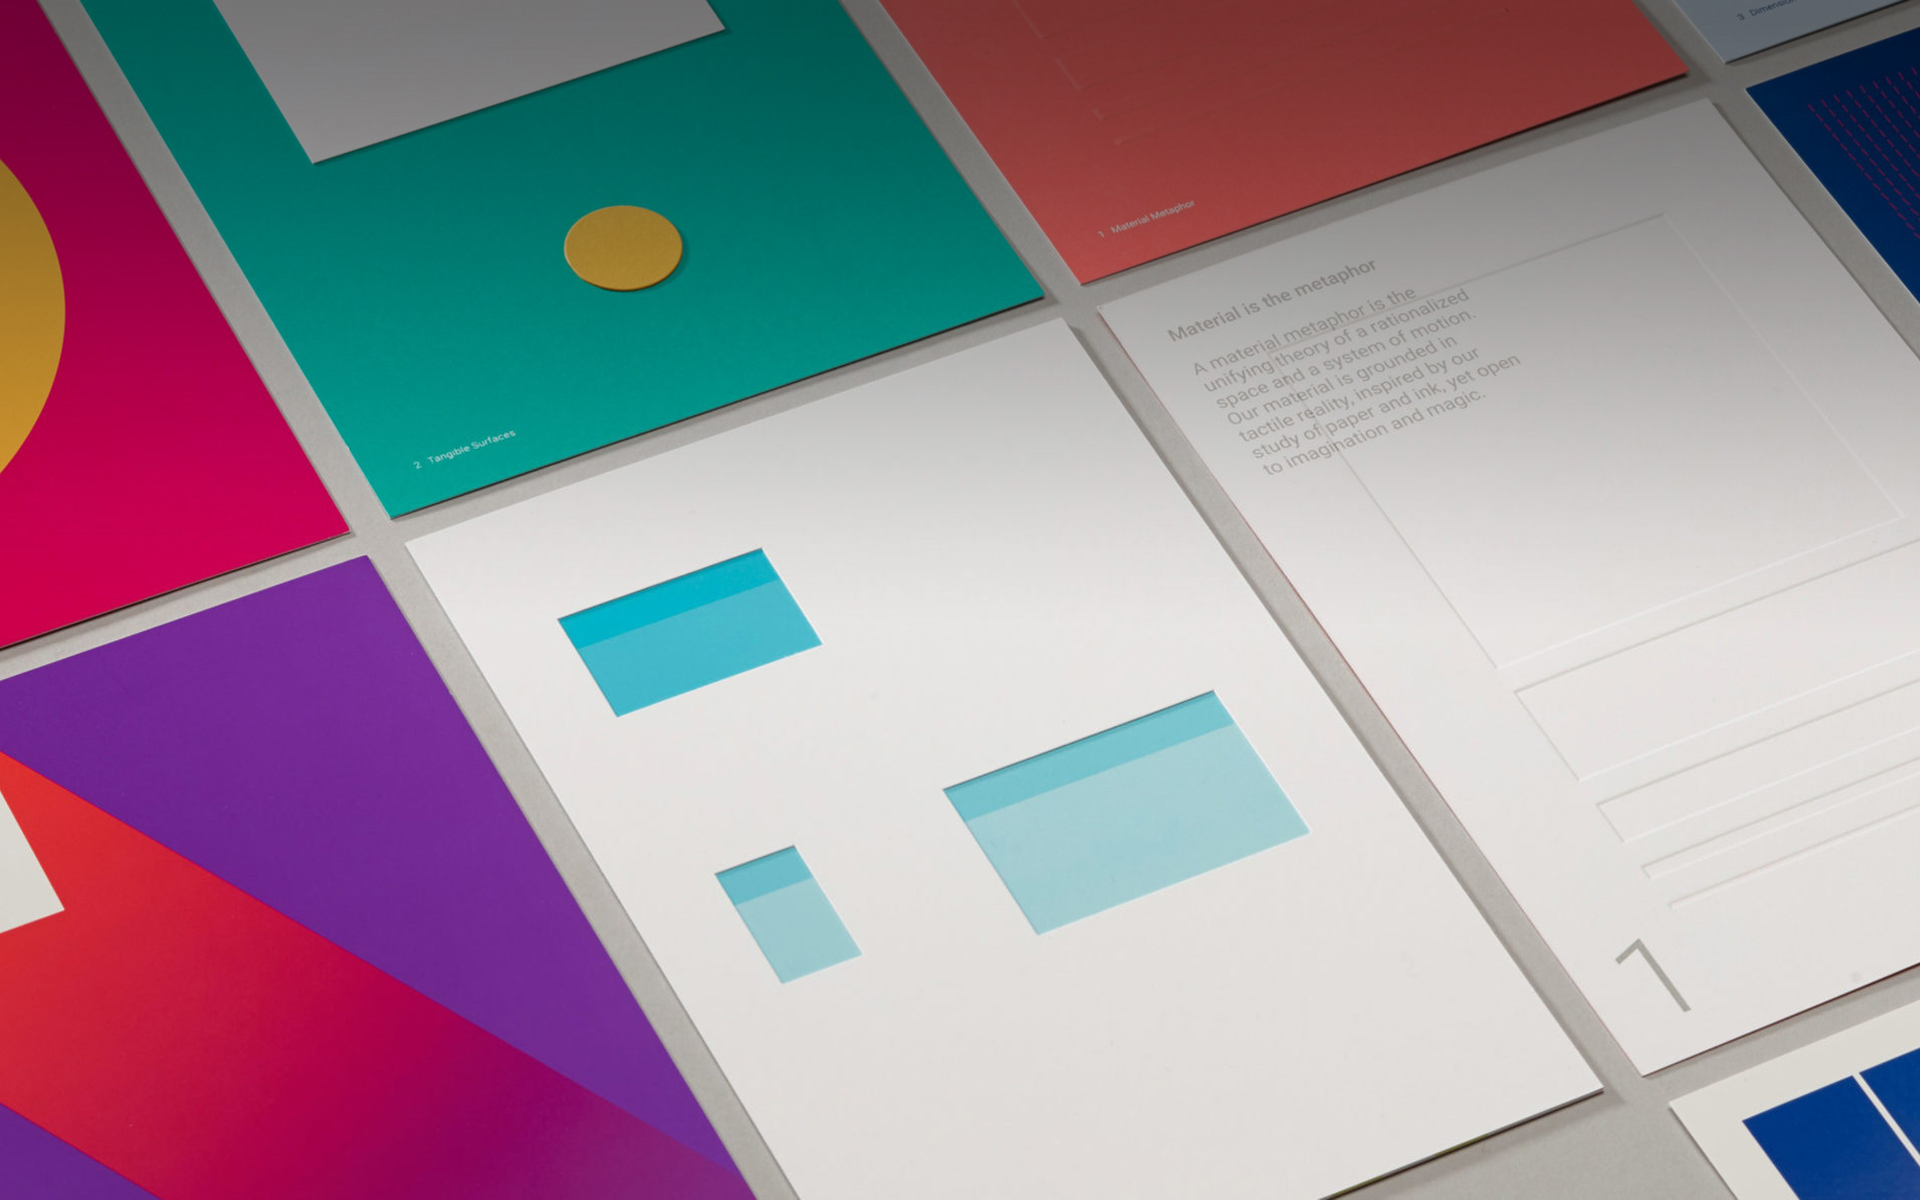 3 Dimension
1 Material Metaphor
Material is the metaphor
A material metaphor is the
unifying theory of a rationalized
space and a system of motion.
Our material is grounded in
tactile reality, inspired by our
study of paper and ink, yet open
to imagination and magic.
2 Tangible Surfaces
1